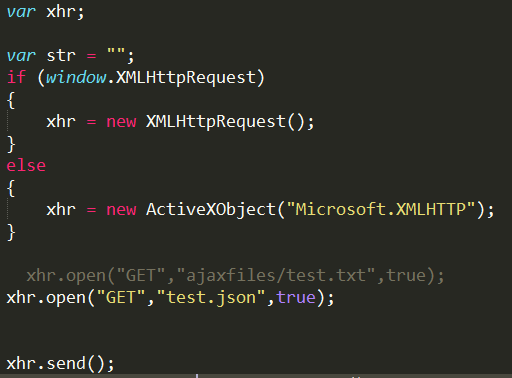 var xhr;
var str = "";
if (window.XMLHttpRequest)
{
xhr = new XMLHttpRequest();
}
else
{
xhr = new ActiveXObject("Microsoft.XMLHTTP");
}
xhr.open("GET","ajaxfiles/test.txt",true);
xhr.open("GET","test.json",true);
xhr.send();